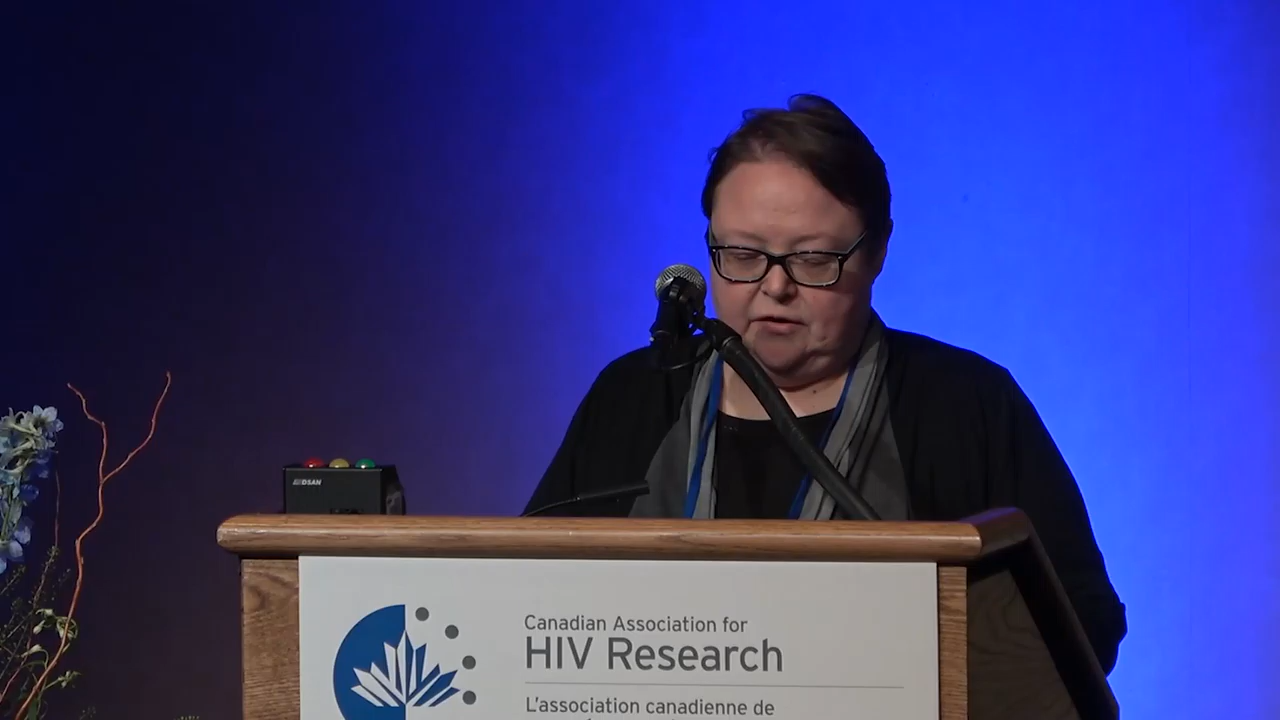 DSAN
Canadian Association for
HIV Research
L'association canadienne de